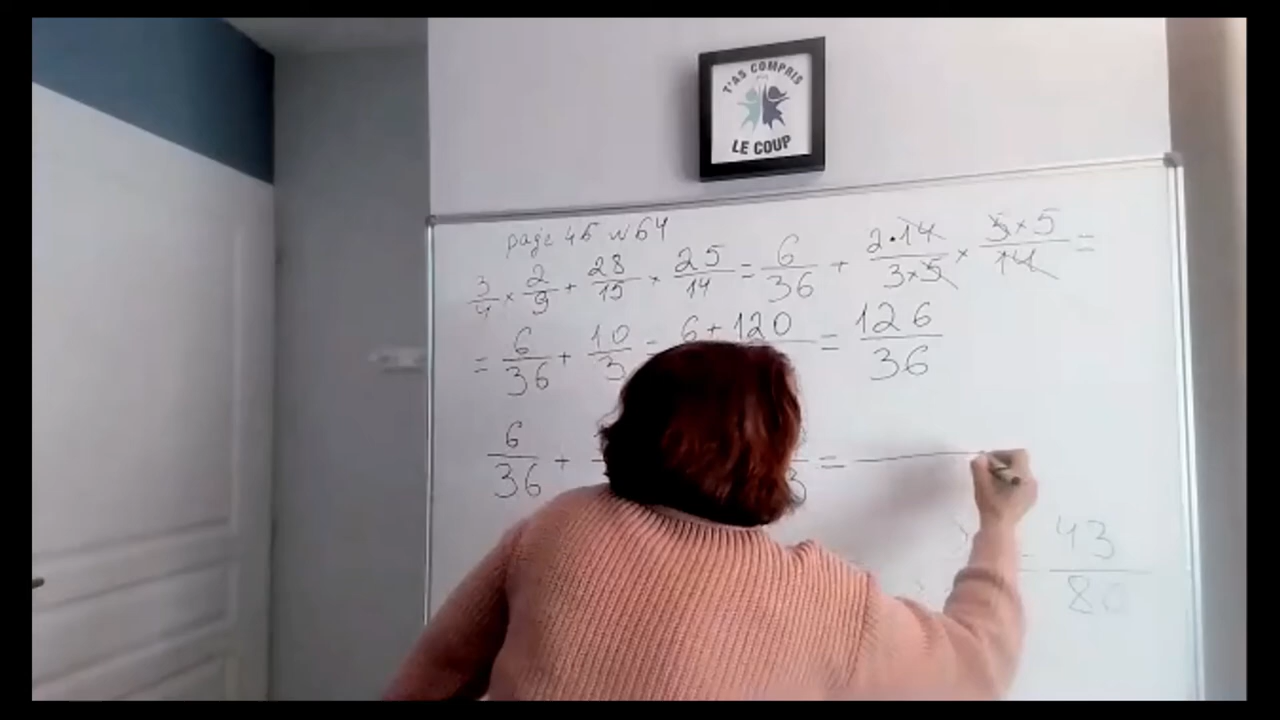 T'AS COMPRIS
LE COUP
page 46 n 64
3/4 × 2/9 + 28/15 × 25/14 = 6/36 + 2•14/3×5 × 5×5/14 =
= 6/36 + 10/3 = 6+120 = 126/36
6/36 + =
43/80